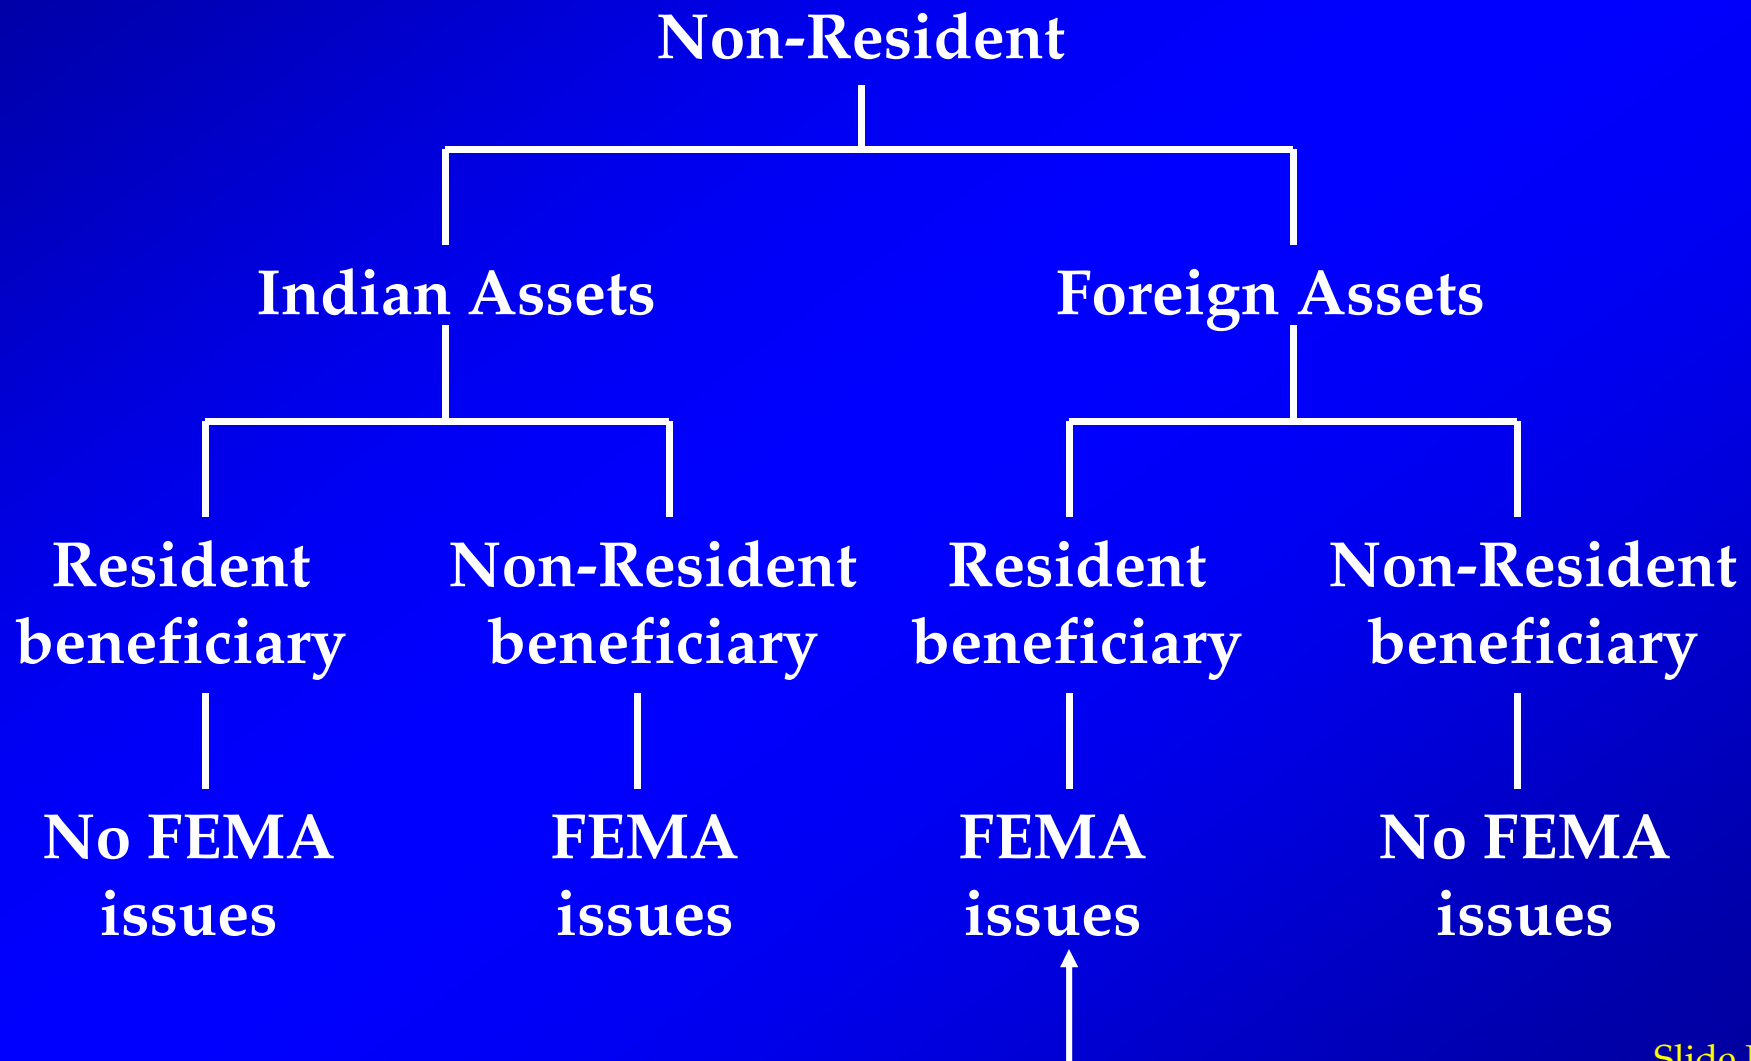 Non-Resident
Indian Assets
Foreign Assets
Resident
beneficiary
Non-Resident
beneficiary
Resident
beneficiary
Non-Resident
beneficiary
No FEMA
issues
FEMA
issues
FEMA
issues
No FEMA
issues
Slide